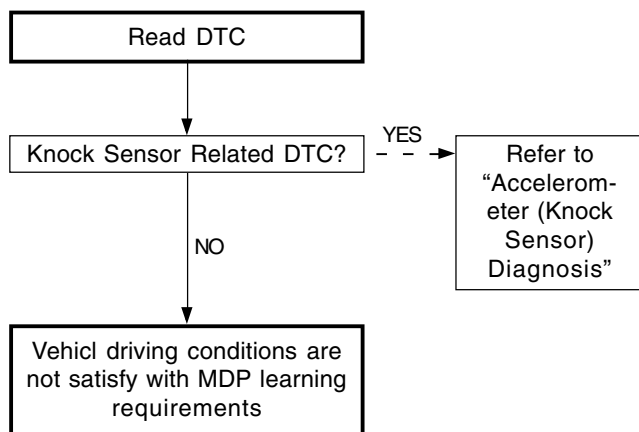 Read DTC
Knock Sensor Related DTC?
YES
Refer to
“Accelerom-
eter (Knock
Sensor)
Diagnosis”
NO
Vehicl driving conditions are
not satisfy with MDP learning
requirements